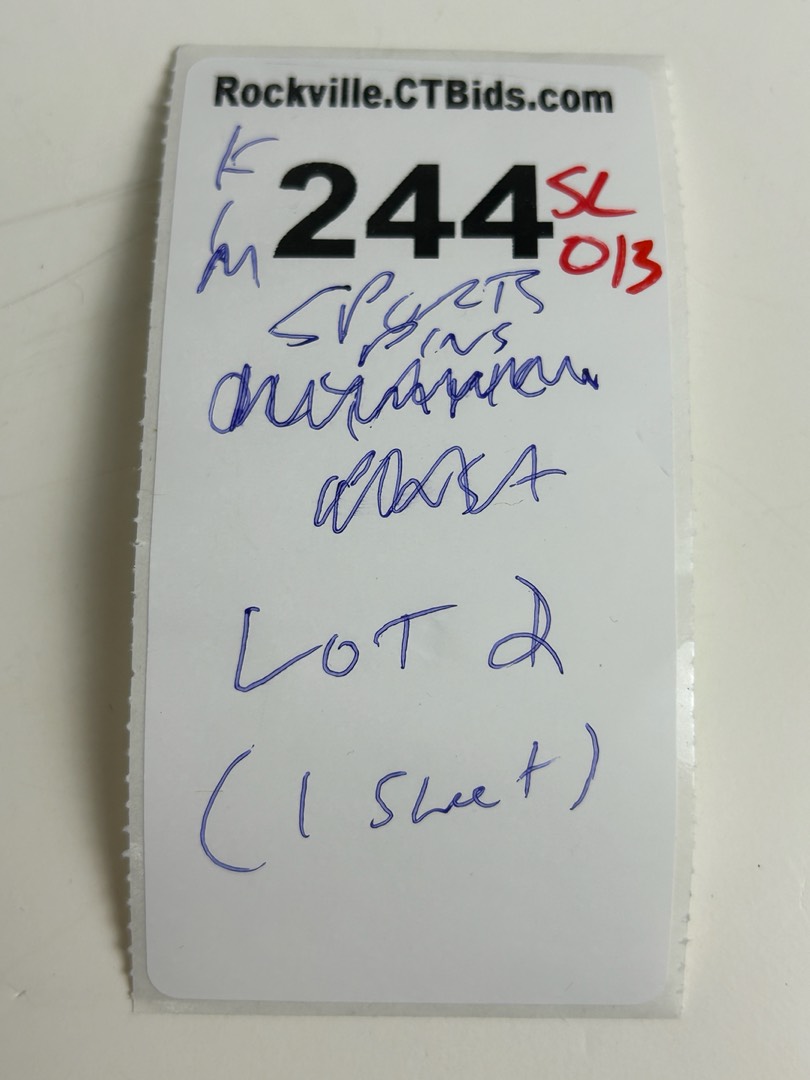 Rockville.CTBids.com
244
SL
013
SPORTS
PINS
LOT 2
(1 Sheet)